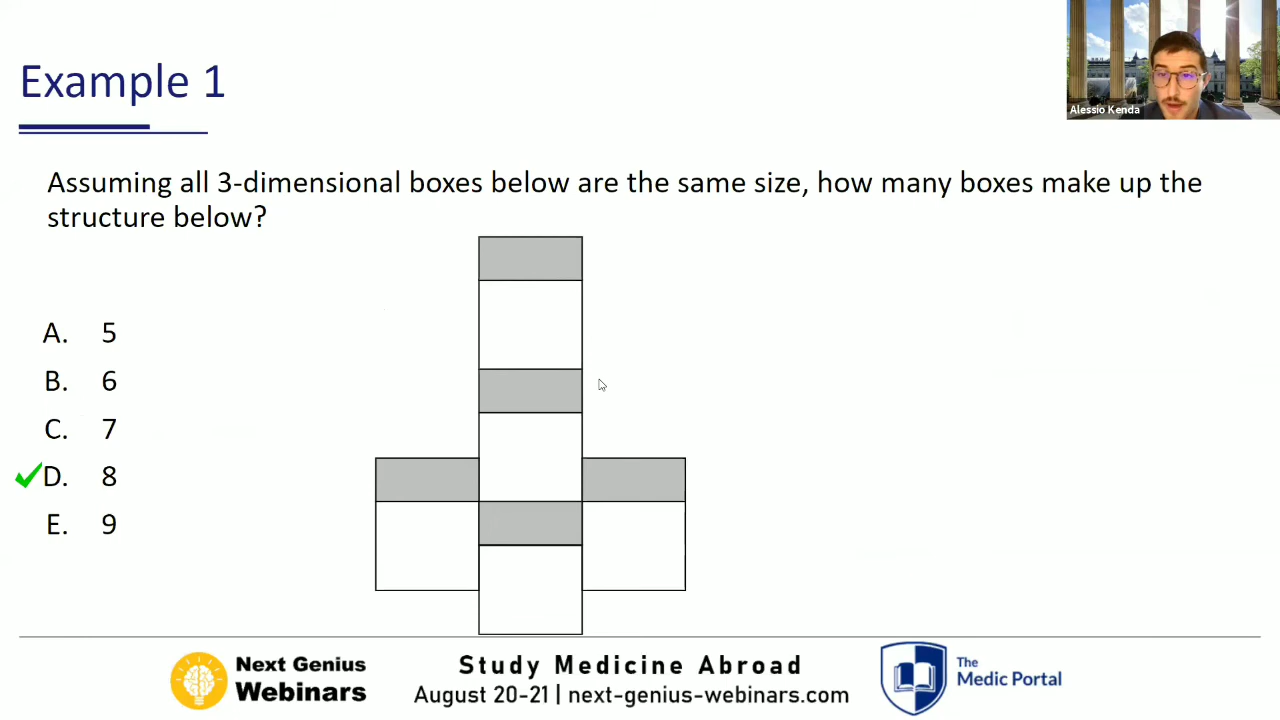 Example 1
Alessio Kenda
Assuming all 3-dimensional boxes below are the same size, how many boxes make up the
structure below?
A. 5
B. 6
C. 7
D. 8
E. 9
Next Genius
Webinars
Study Medicine Abroad
August 20-21 | next-genius-webinars.com
The
Medic Portal